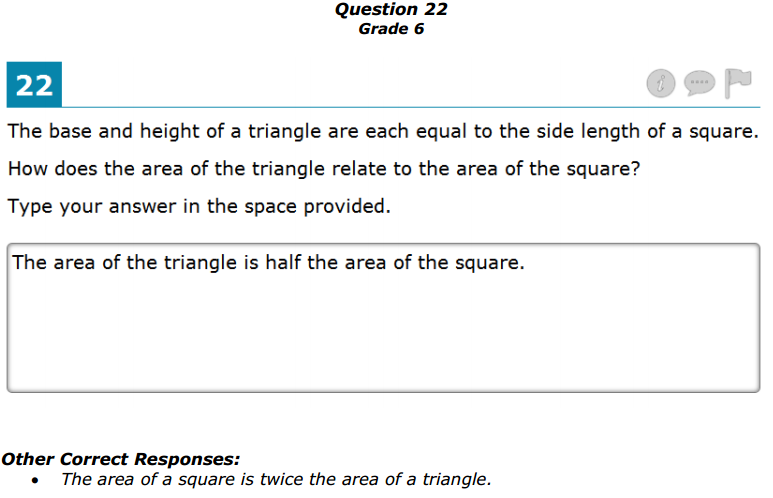 Question 22
Grade 6
22
The base and height of a triangle are each equal to the side length of a square.
How does the area of the triangle relate to the area of the square?
Type your answer in the space provided.
The area of the triangle is half the area of the square.
Other Correct Responses:
• The area of a square is twice the area of a triangle.